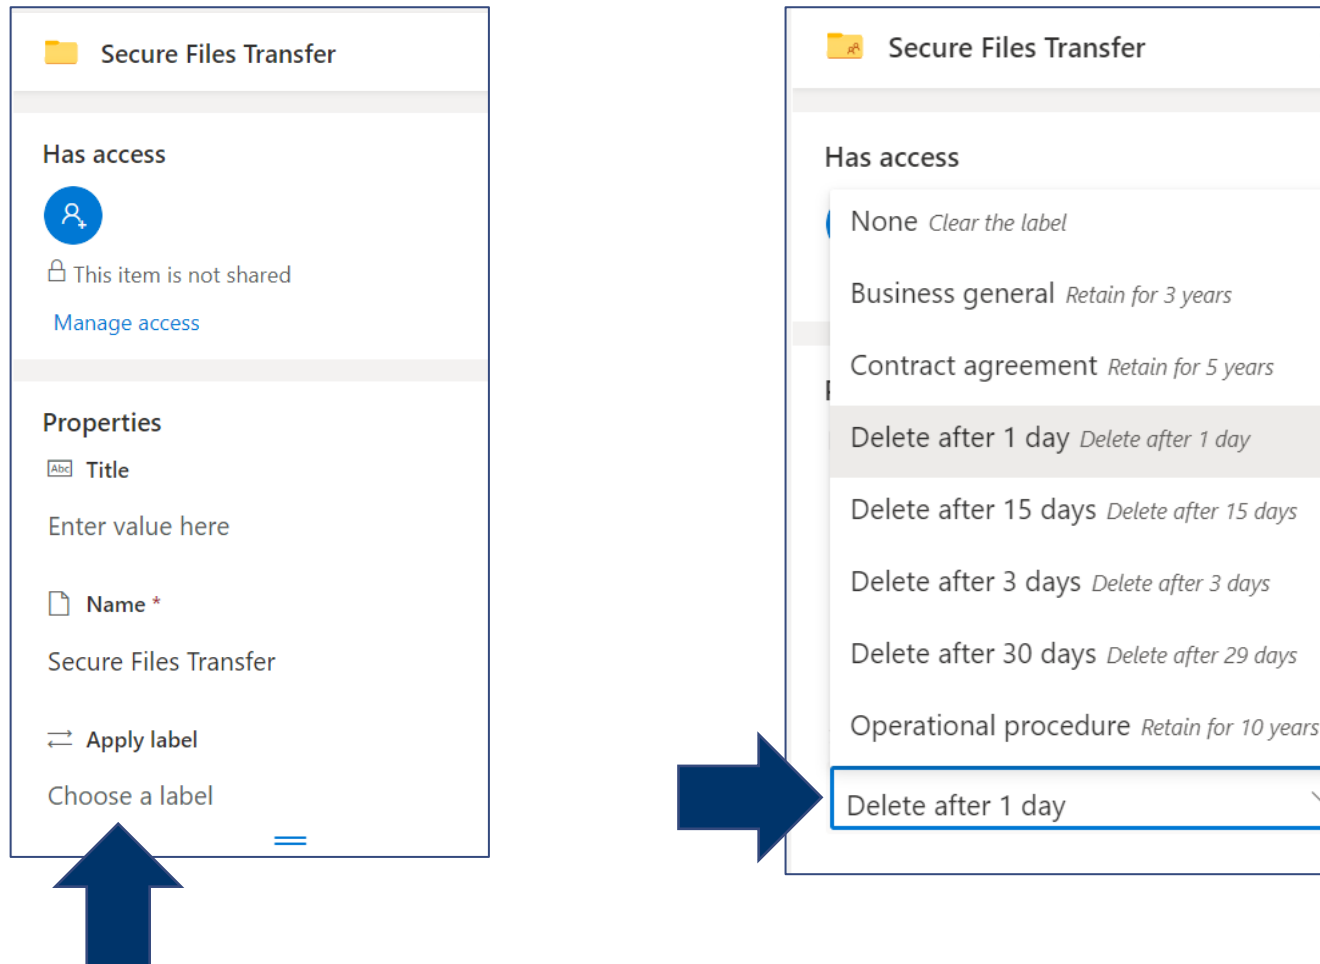 Secure Files Transfer
Has access
This item is not shared
Manage access
Properties
Abc Title
Enter value here
Name *
Secure Files Transfer
Apply label
Choose a label
Secure Files Transfer
Has access
None Clear the label
Business general Retain for 3 years
Contract agreement Retain for 5 years
Delete after 1 day Delete after 1 day
Delete after 15 days Delete after 15 days
Delete after 3 days Delete after 3 days
Delete after 30 days Delete after 29 days
Operational procedure Retain for 10 years
Delete after 1 day